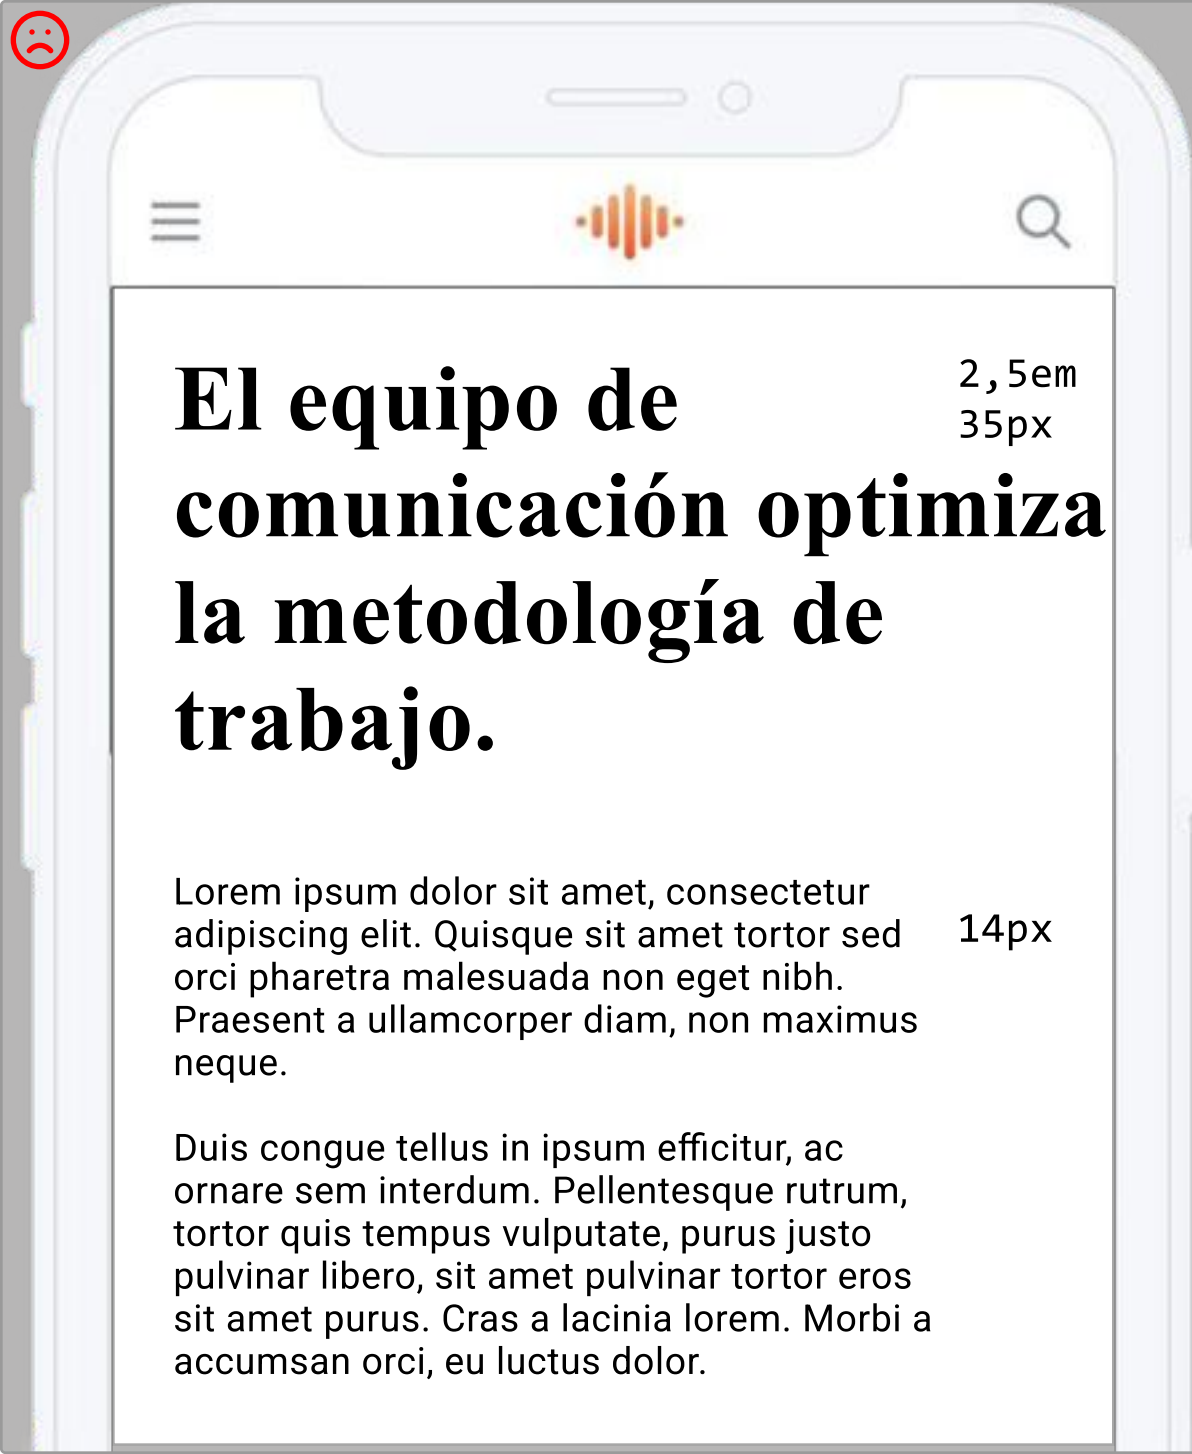 El equipo de
2,5em
35px
comunicación optimiza
la metodología de
trabajo.
Lorem ipsum dolor sit amet, consectetur
adipiscing elit. Quisque sit amet tortor sed
14px
orci pharetra malesuada non eget nibh.
Praesent a ullamcorper diam, non maximus
neque.
Duis congue tellus in ipsum efficitur, ac
ornare sem interdum. Pellentesque rutrum,
tortor quis tempus vulputate, purus justo
pulvinar libero, sit amet pulvinar tortor eros
sit amet purus. Cras a lacinia lorem. Morbi a
accumsan orci, eu luctus dolor.